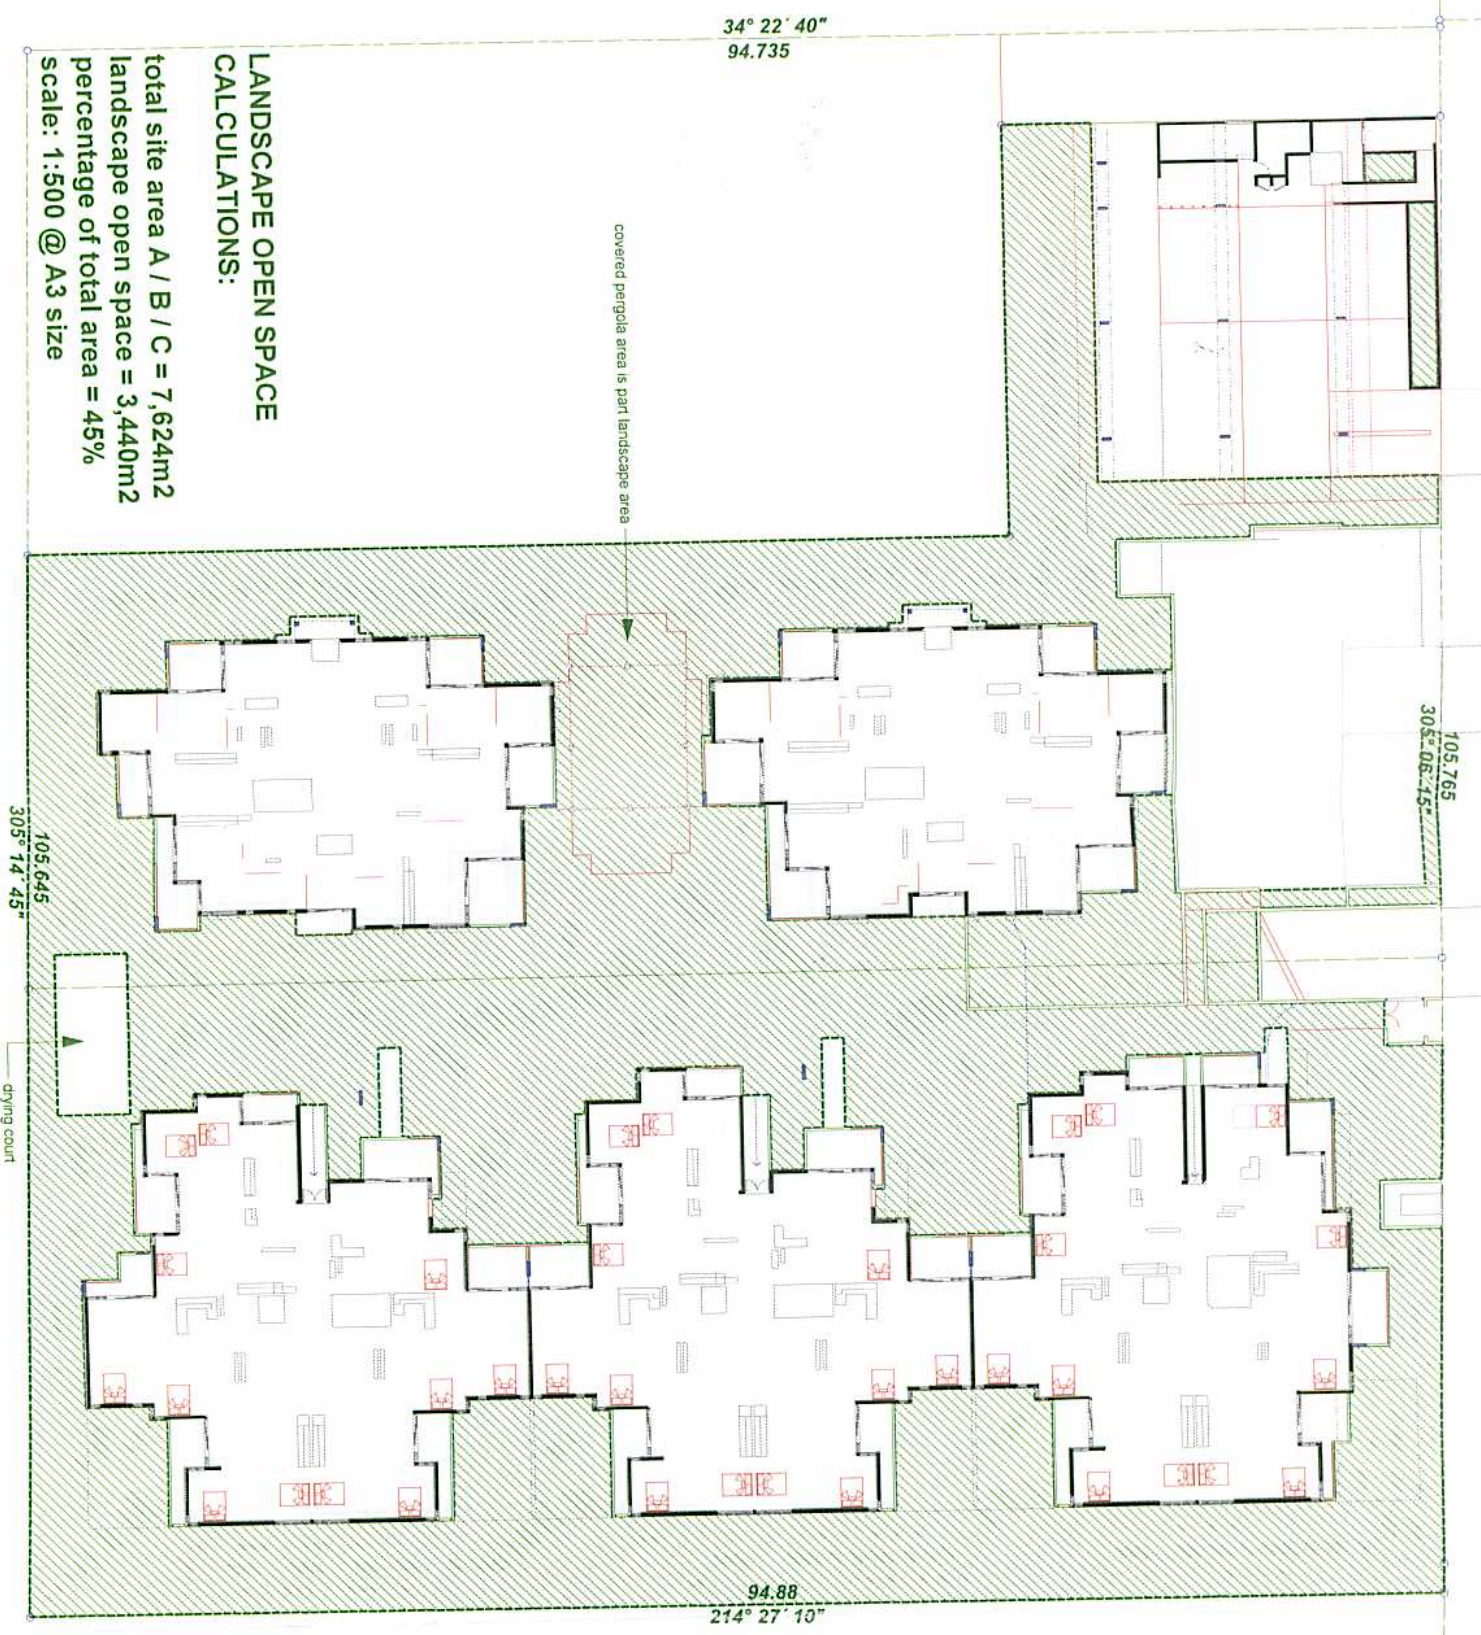 34° 22´ 40"
94.735
LANDSCAPE OPEN SPACE
CALCULATIONS:
total site area A / B / C = 7,624m2
landscape open space = 3,440m2
percentage of total area = 45%
scale: 1:500 @ A3 size
covered pergola area is part landscape area
105.765
305° 06´ 15"
105.645
305° 14´ 45"
drying court
94.88
214° 27´ 10"